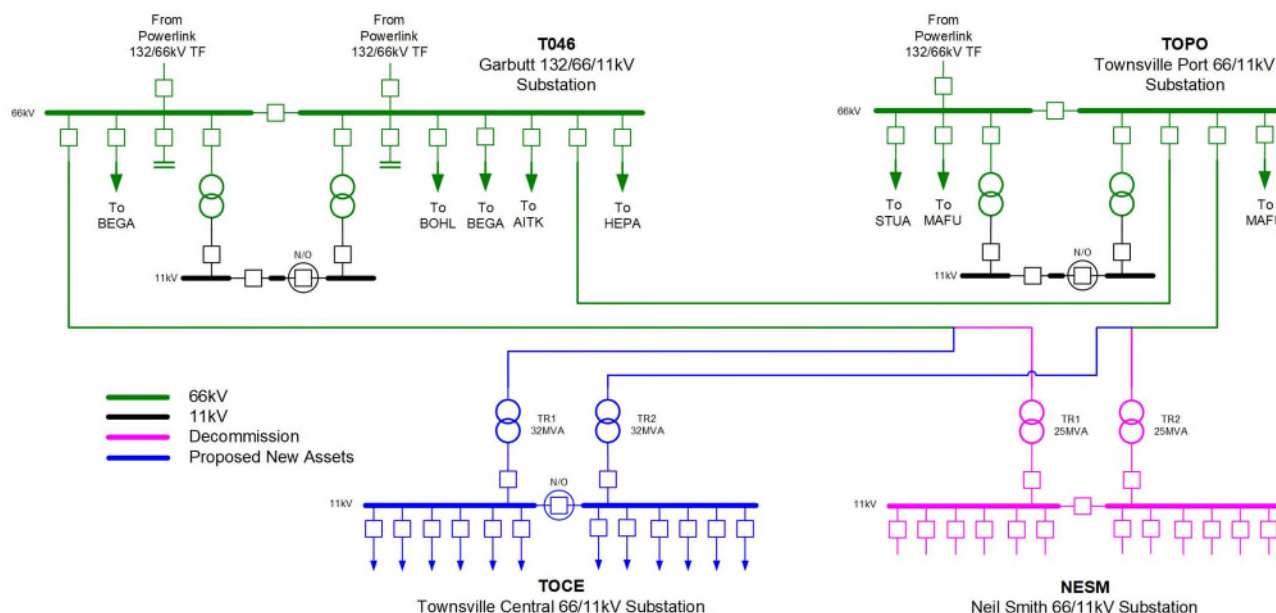 From
Powerlink
132/66kV TF
From
Powerlink
132/66kV TF
T046
Garbutt 132/66/11kV
Substation
From
Powerlink
132/66kV TF
TOPO
Townsville Port 66/11kV
Substation
66kV
66kV
To
BEGA
To
BOHL
To
BEGA
To
AITK
To
HEPA
To
STUA
To
MAFU
To
MAFU
N/O
11kV
N/O
11kV
66kV
11kV
Decommission
Proposed New Assets
TR1
32MVA
TR2
32MVA
TR1
25MVA
TR2
25MVA
N/O
11kV
11kV
TOCE
Townsville Central 66/11kV Substation
NESM
Neil Smith 66/11kV Substation